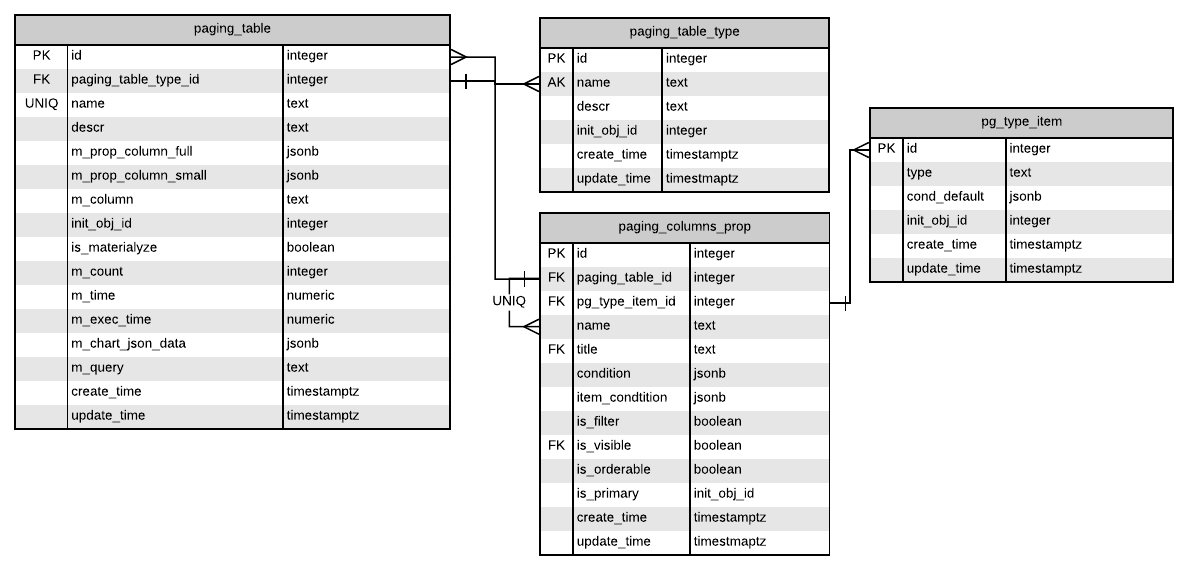 paging_table
PK id integer
FK paging_table_type_id integer
UNIQ name text
descr text
m_prop_column_full jsonb
m_prop_column_small jsonb
m_column text
init_obj_id integer
is_materialyze boolean
m_count integer
m_time numeric
m_exec_time numeric
m_chart_json_data jsonb
m_query text
create_time timestamptz
update_time timestamptz
paging_table_type
PK id integer
AK name text
descr text
init_obj_id integer
create_time timestamptz
update_time timestmaptz
paging_columns_prop
PK id integer
FK paging_table_id integer
UNIQ
FK pg_type_item_id integer
name text
FK title text
condition jsonb
item_condtition jsonb
is_filter boolean
FK is_visible boolean
is_orderable boolean
is_primary init_obj_id
create_time timestamptz
update_time timestmaptz
pg_type_item
PK id integer
type text
cond_default jsonb
init_obj_id integer
create_time timestamptz
update_time timestamptz